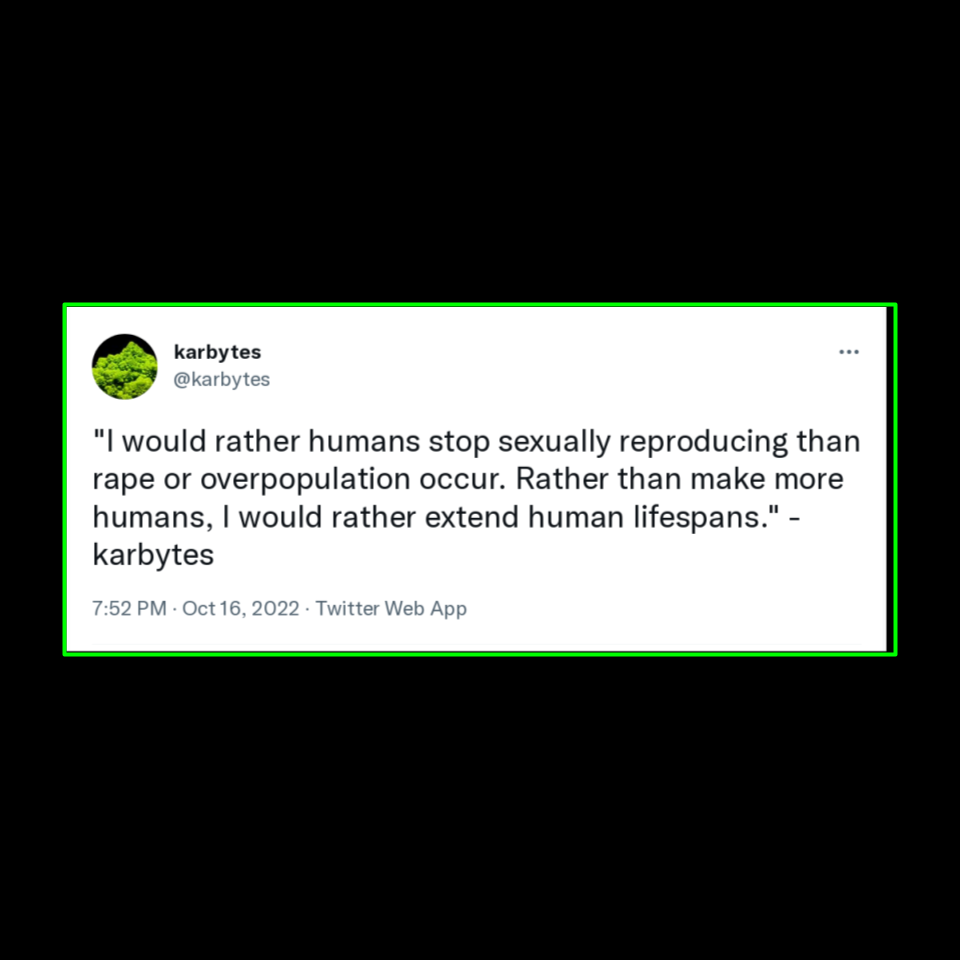 karbytes
@karbytes
"I would rather humans stop sexually reproducing than
rape or overpopulation occur. Rather than make more
humans, I would rather extend human lifespans." -
karbytes
7:52 PM · Oct 16, 2022 · Twitter Web App